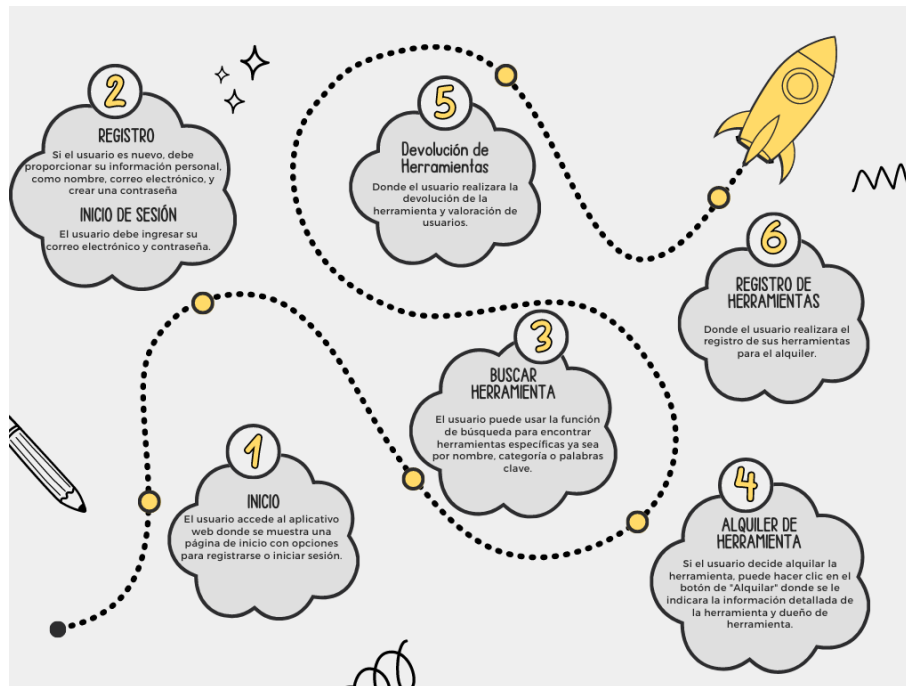 1
INICIO
El usuario accede al aplicativo
web donde se muestra una
página de inicio con opciones
para registrarse o iniciar sesión.
2
REGISTRO
Si el usuario es nuevo, debe
proporcionar su información personal,
como nombre, correo electrónico, y
crear una contraseña
INICIO DE SESIÓN
El usuario debe ingresar su
correo electrónico y contraseña.
3
BUSCAR
HERRAMIENTA
El usuario puede usar la función
de búsqueda para encontrar
herramientas específicas ya sea
por nombre, categoría o palabras
clave.
4
ALQUILER DE
HERRAMIENTA
Si el usuario decide alquilar la
herramienta, puede hacer clic en el
botón de "Alquilar" donde se le
indicara la información detallada de
la herramienta y dueño de
herramienta.
5
Devolución de
Herramientas
Donde el usuario realizara la
devolución de la
herramienta y valoración de
usuarios.
6
REGISTRO DE
HERRAMIENTAS
Donde el usuario realizara el
registro de sus herramientas
para el alquiler.